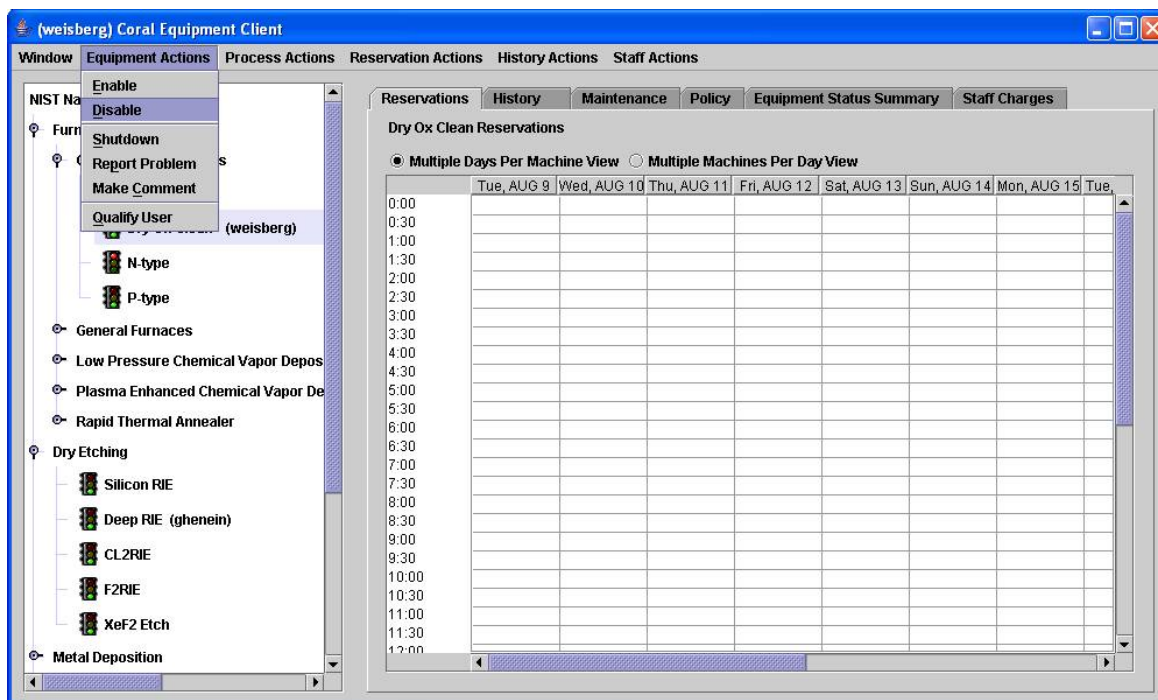 (weisberg) Coral Equipment Client
Window Equipment Actions Process Actions Reservation Actions History Actions Staff Actions
Enable
Disable
Shutdown
Report Problem
Make Comment
Qualify User
NIST Na
Furn
s
(weisberg)
N-type
P-type
General Furnaces
Low Pressure Chemical Vapor Depos
Plasma Enhanced Chemical Vapor De
Rapid Thermal Annealer
Dry Etching
Silicon RIE
Deep RIE (ghenein)
CL2RIE
F2RIE
XeF2 Etch
Metal Deposition
Reservations History Maintenance Policy Equipment Status Summary Staff Charges
Dry Ox Clean Reservations
Multiple Days Per Machine View Multiple Machines Per Day View
Tue, AUG 9 Wed, AUG 10 Thu, AUG 11 Fri, AUG 12 Sat, AUG 13 Sun, AUG 14 Mon, AUG 15 Tue,
0:00
0:30
1:00
1:30
2:00
2:30
3:00
3:30
4:00
4:30
5:00
5:30
6:00
6:30
7:00
7:30
8:00
8:30
9:00
9:30
10:00
10:30
11:00
11:30
12:00